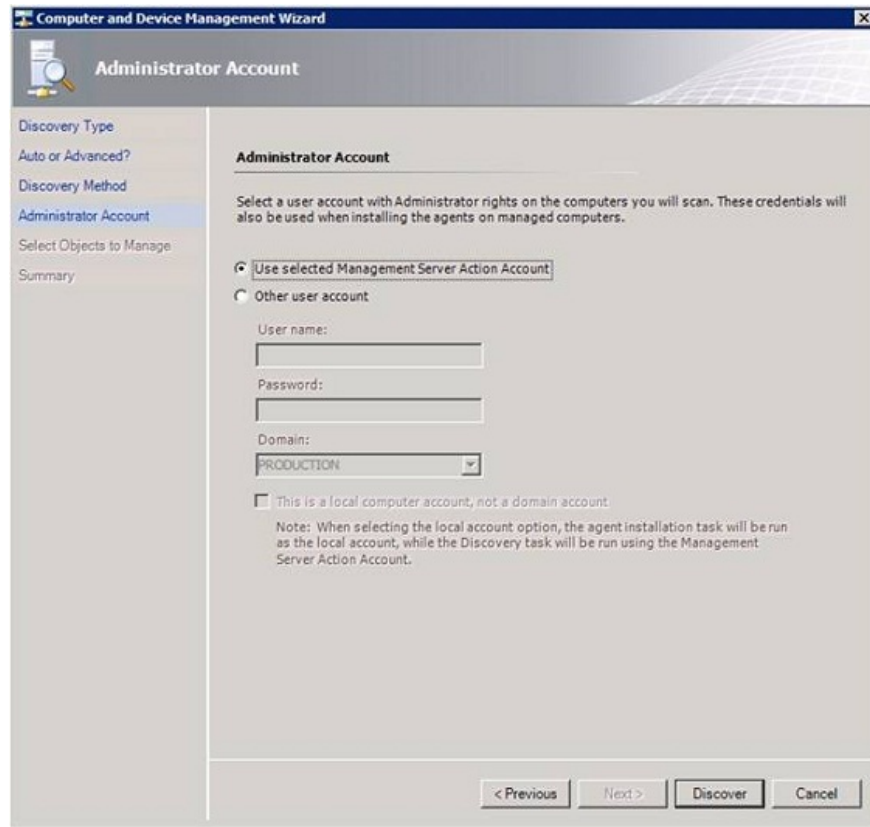 Computer and Device Management Wizard
Administrator Account
Discovery Type
Auto or Advanced?
Discovery Method
Administrator Account
Select Objects to Manage
Summary
Administrator Account
Select a user account with Administrator rights on the computers you will scan. These credentials will
also be used when installing the agents on managed computers.
Use selected Management Server Action Account
Other user account
User name:
Password:
Domain:
PRODUCTION
This is a local computer account, not a domain account
Note: When selecting the local account option, the agent installation task will be run
as the local account, while the Discovery task will be run using the Management
Server Action Account.
< Previous
Next >
Discover
Cancel